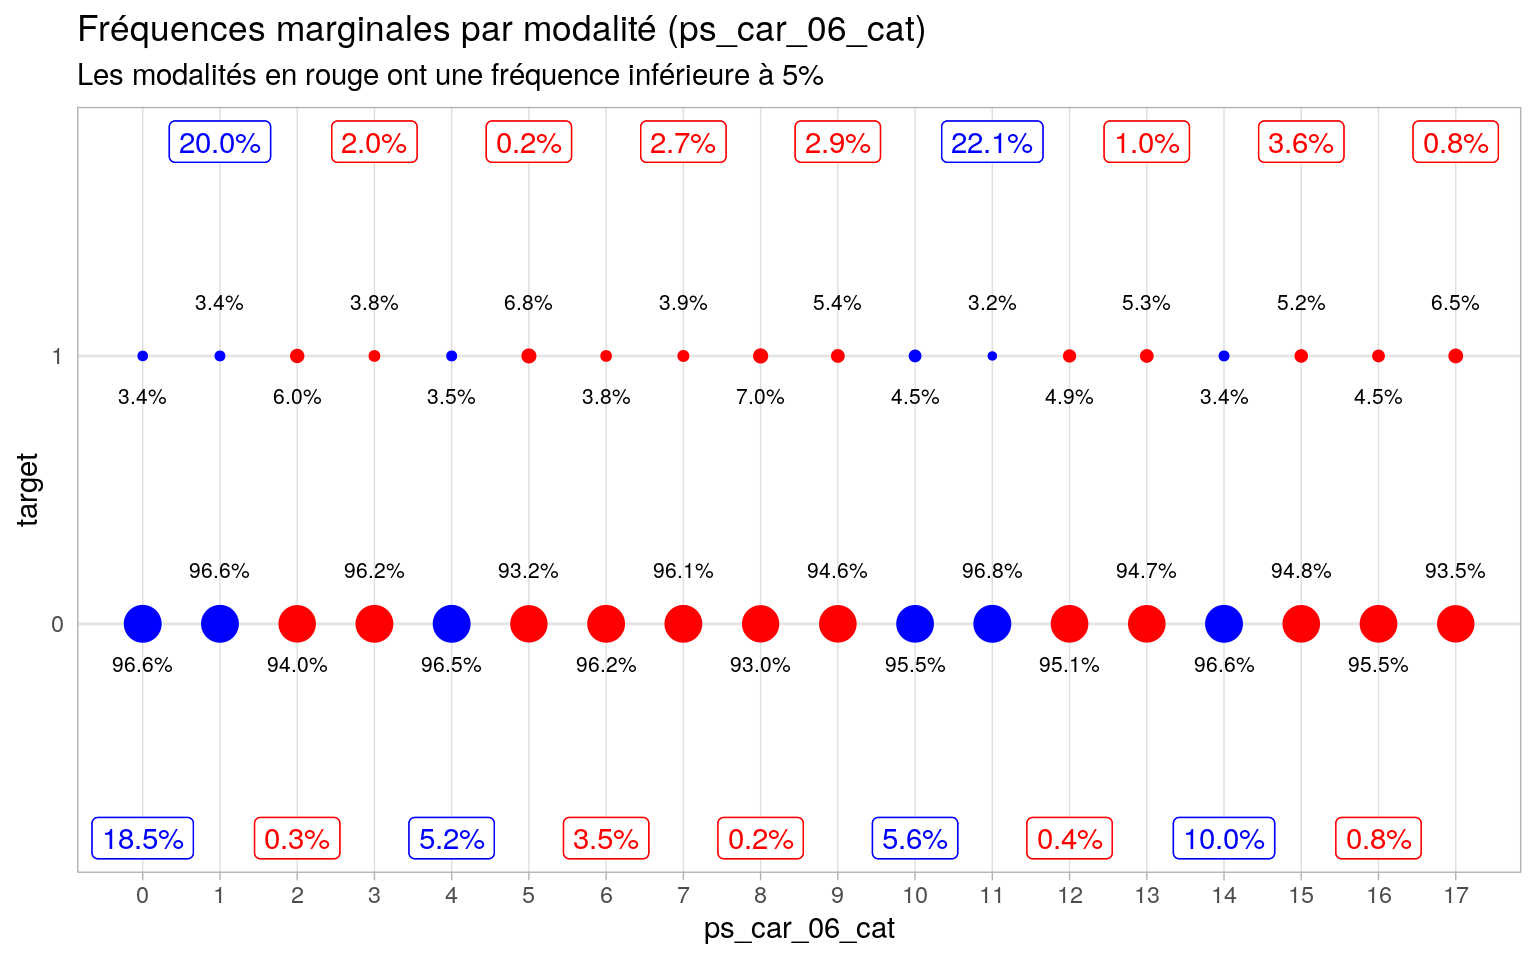 Fréquences marginales par modalité (ps_car_06_cat)
Les modalités en rouge ont une fréquence inférieure à 5%
20.0% 2.0% 0.2% 2.7% 2.9% 22.1% 1.0% 3.6% 0.8%
3.4% 3.8% 6.8% 3.9% 5.4% 3.2% 5.3% 5.2% 6.5%
1
3.4% 6.0% 3.5% 3.8% 7.0% 4.5% 4.9% 3.4% 4.5%
target
96.6% 96.2% 93.2% 96.1% 94.6% 96.8% 94.7% 94.8% 93.5%
0
96.6% 94.0% 96.5% 96.2% 93.0% 95.5% 95.1% 96.6% 95.5%
18.5% 0.3% 5.2% 3.5% 0.2% 5.6% 0.4% 10.0% 0.8%
0 1 2 3 4 5 6 7 8 9 10 11 12 13 14 15 16 17
ps_car_06_cat